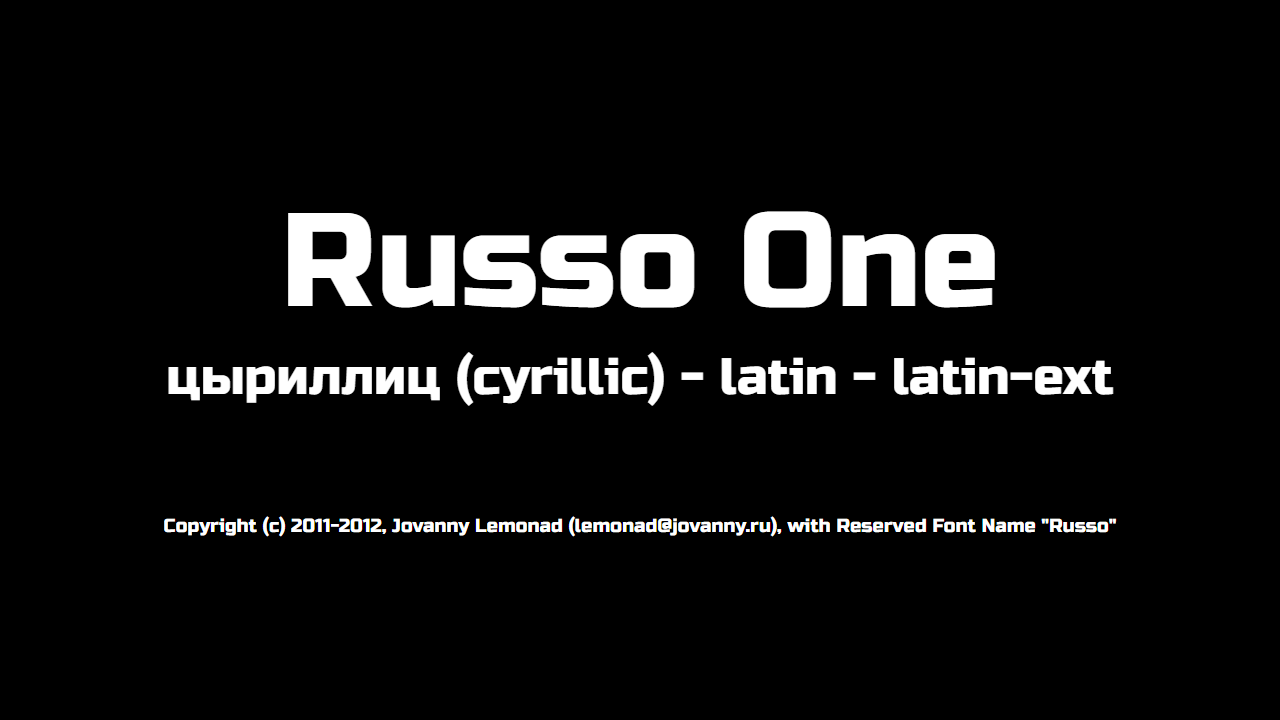 Russo One
цыриллиц (cyrillic) - latin - latin-ext
Copyright (c) 2011-2012, Jovanny Lemonad (lemonad@jovanny.ru), with Reserved Font Name "Russo"